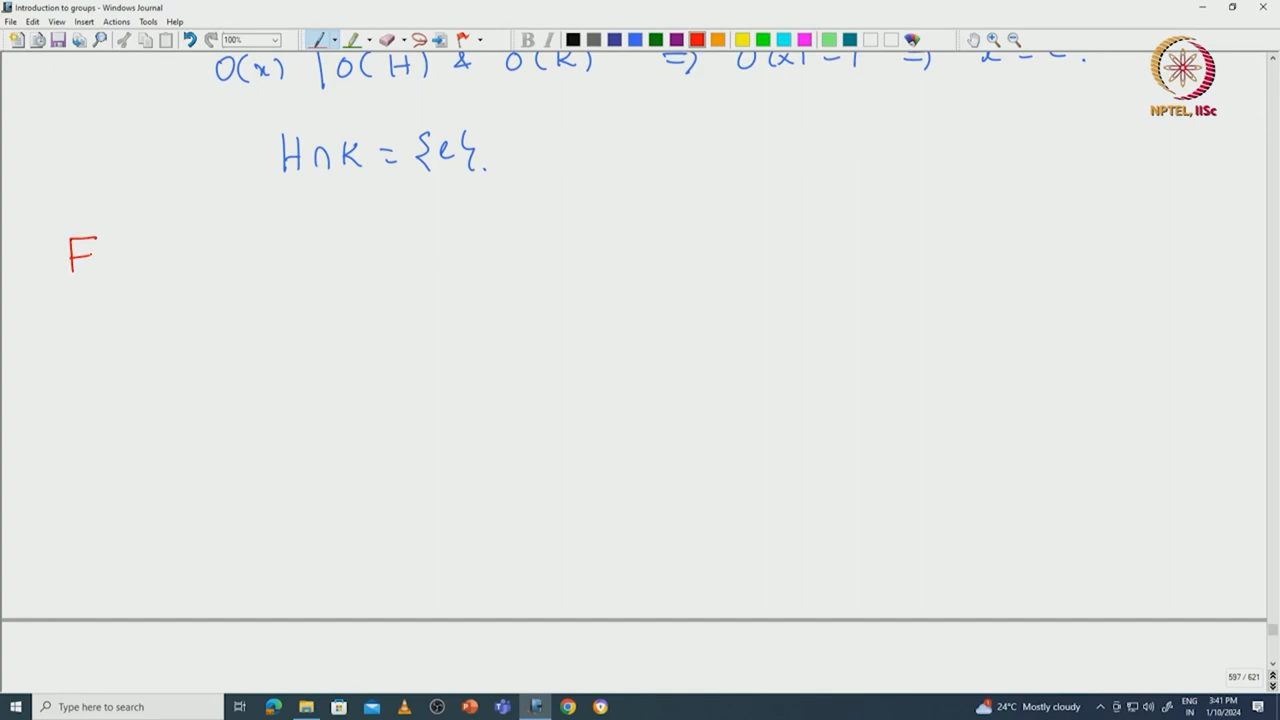 Introduction to groups - Windows Journal
File Edit View Insert Actions Tools Help
100%
B I
O(x) | O(H) & O(K) => O(x) = 1 =>
NPTEL, IISc
H∩K = {e}.
F
597 / 621
Type here to search
24°C Mostly cloudy
ENG
IN
3:41 PM
1/10/2024